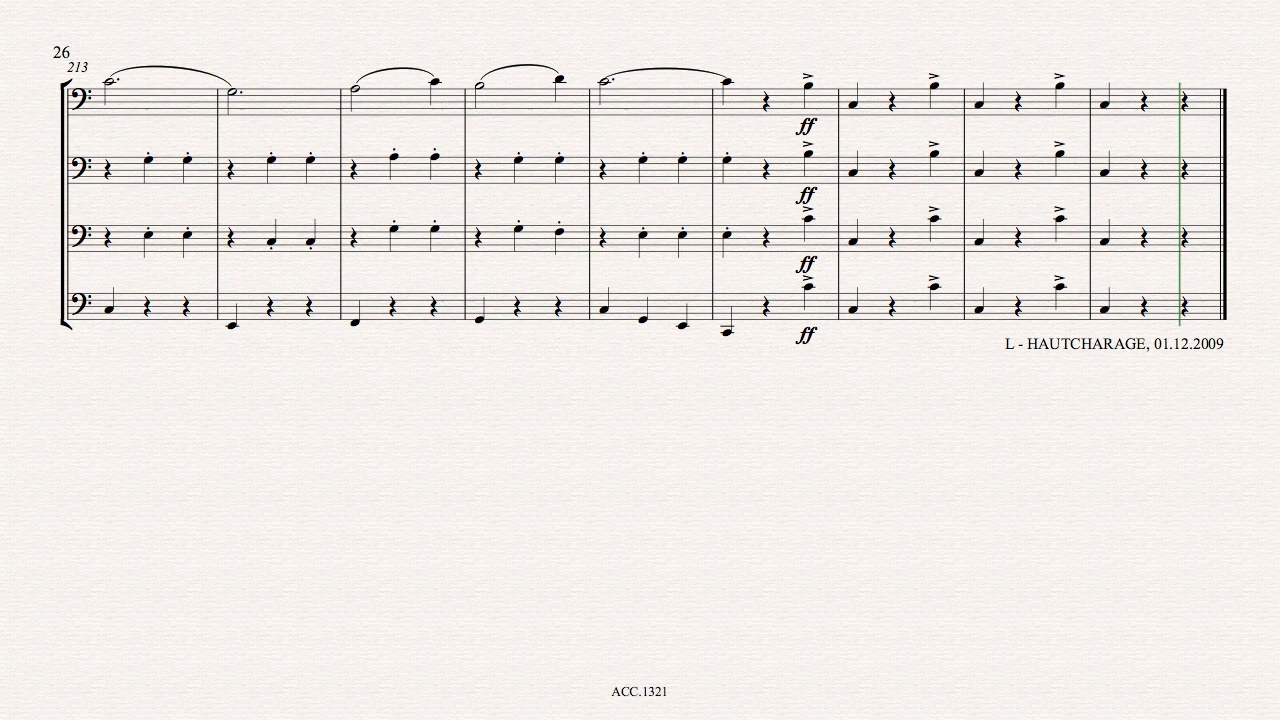 26
213
ff
ff
ff
ff
L - HAUTCHARAGE, 01.12.2009
ACC.1321